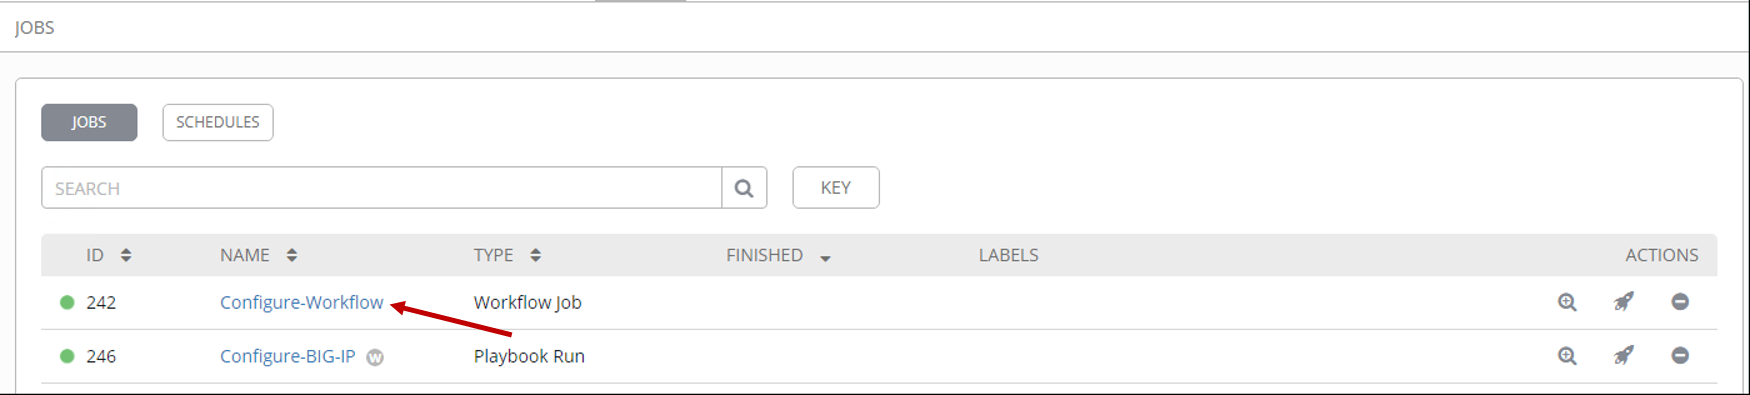 JOBS
JOBS SCHEDULES
SEARCH KEY
ID NAME TYPE FINISHED LABELS ACTIONS
242 Configure-Workflow Workflow Job
246 Configure-BIG-IP W Playbook Run